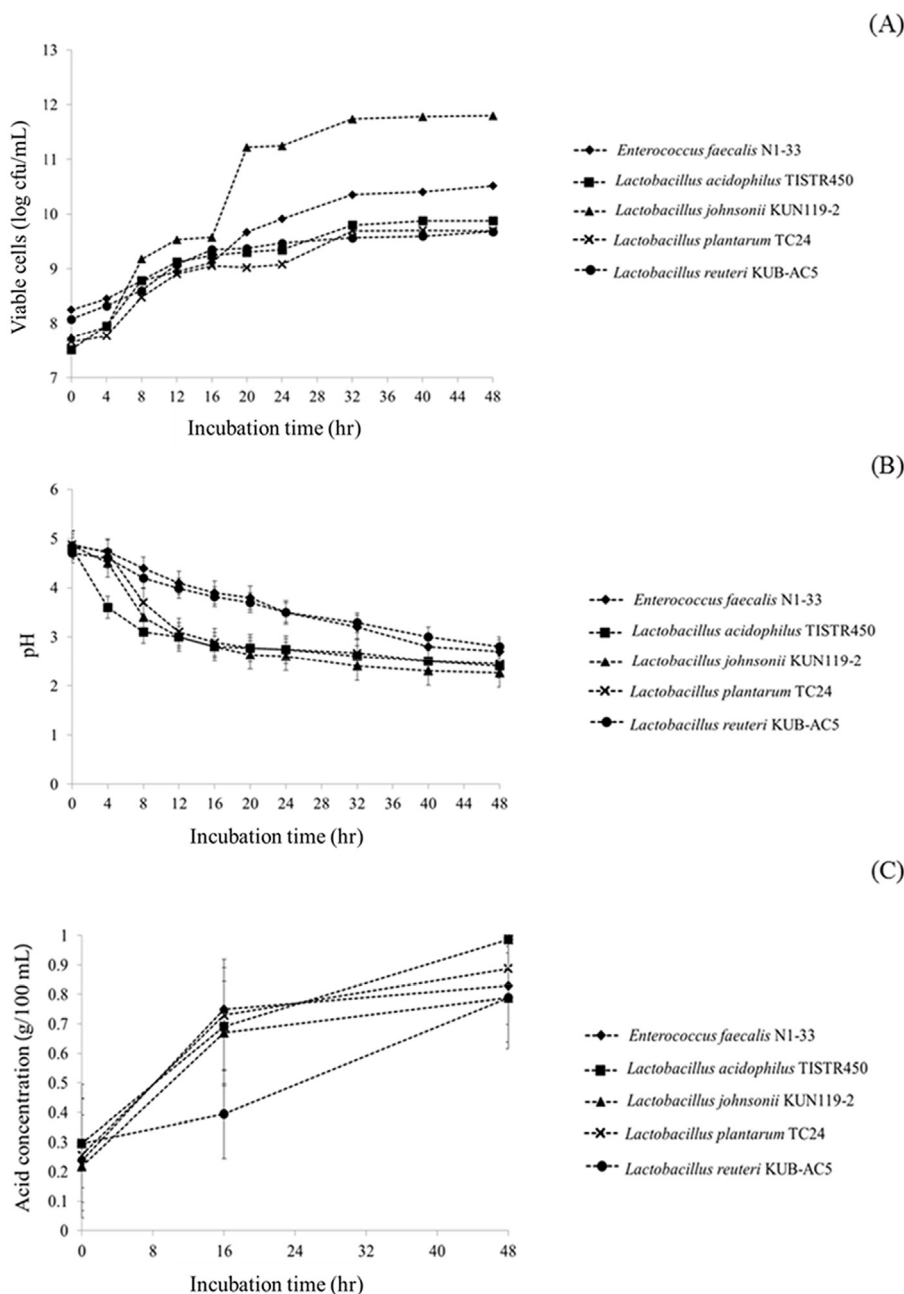 (A)
13
12
11
10
9
8
7
Viable cells (log cfu/mL)
0 4 8 12 16 20 24 28 32 36 40 44 48
Incubation time (hr)
Enterococcus faecalis N1-33
Lactobacillus acidophilus TISTR450
Lactobacillus johnsonii KUN119-2
Lactobacillus plantarum TC24
Lactobacillus reuteri KUB-AC5
(B)
6
5
4
3
2
1
0
pH
0 4 8 12 16 20 24 28 32 36 40 44 48
Incubation time (hr)
Enterococcus faecalis N1-33
Lactobacillus acidophilus TISTR450
Lactobacillus johnsonii KUN119-2
Lactobacillus plantarum TC24
Lactobacillus reuteri KUB-AC5
(C)
1
0.9
0.8
0.7
0.6
0.5
0.4
0.3
0.2
0.1
0
Acid concentration (g/100 mL)
0 4 8 12 16 20 24 28 32 36 40 44 48
Incubation time (hr)
Enterococcus faecalis N1-33
Lactobacillus acidophilus TISTR450
Lactobacillus johnsonii KUN119-2
Lactobacillus plantarum TC24
Lactobacillus reuteri KUB-AC5